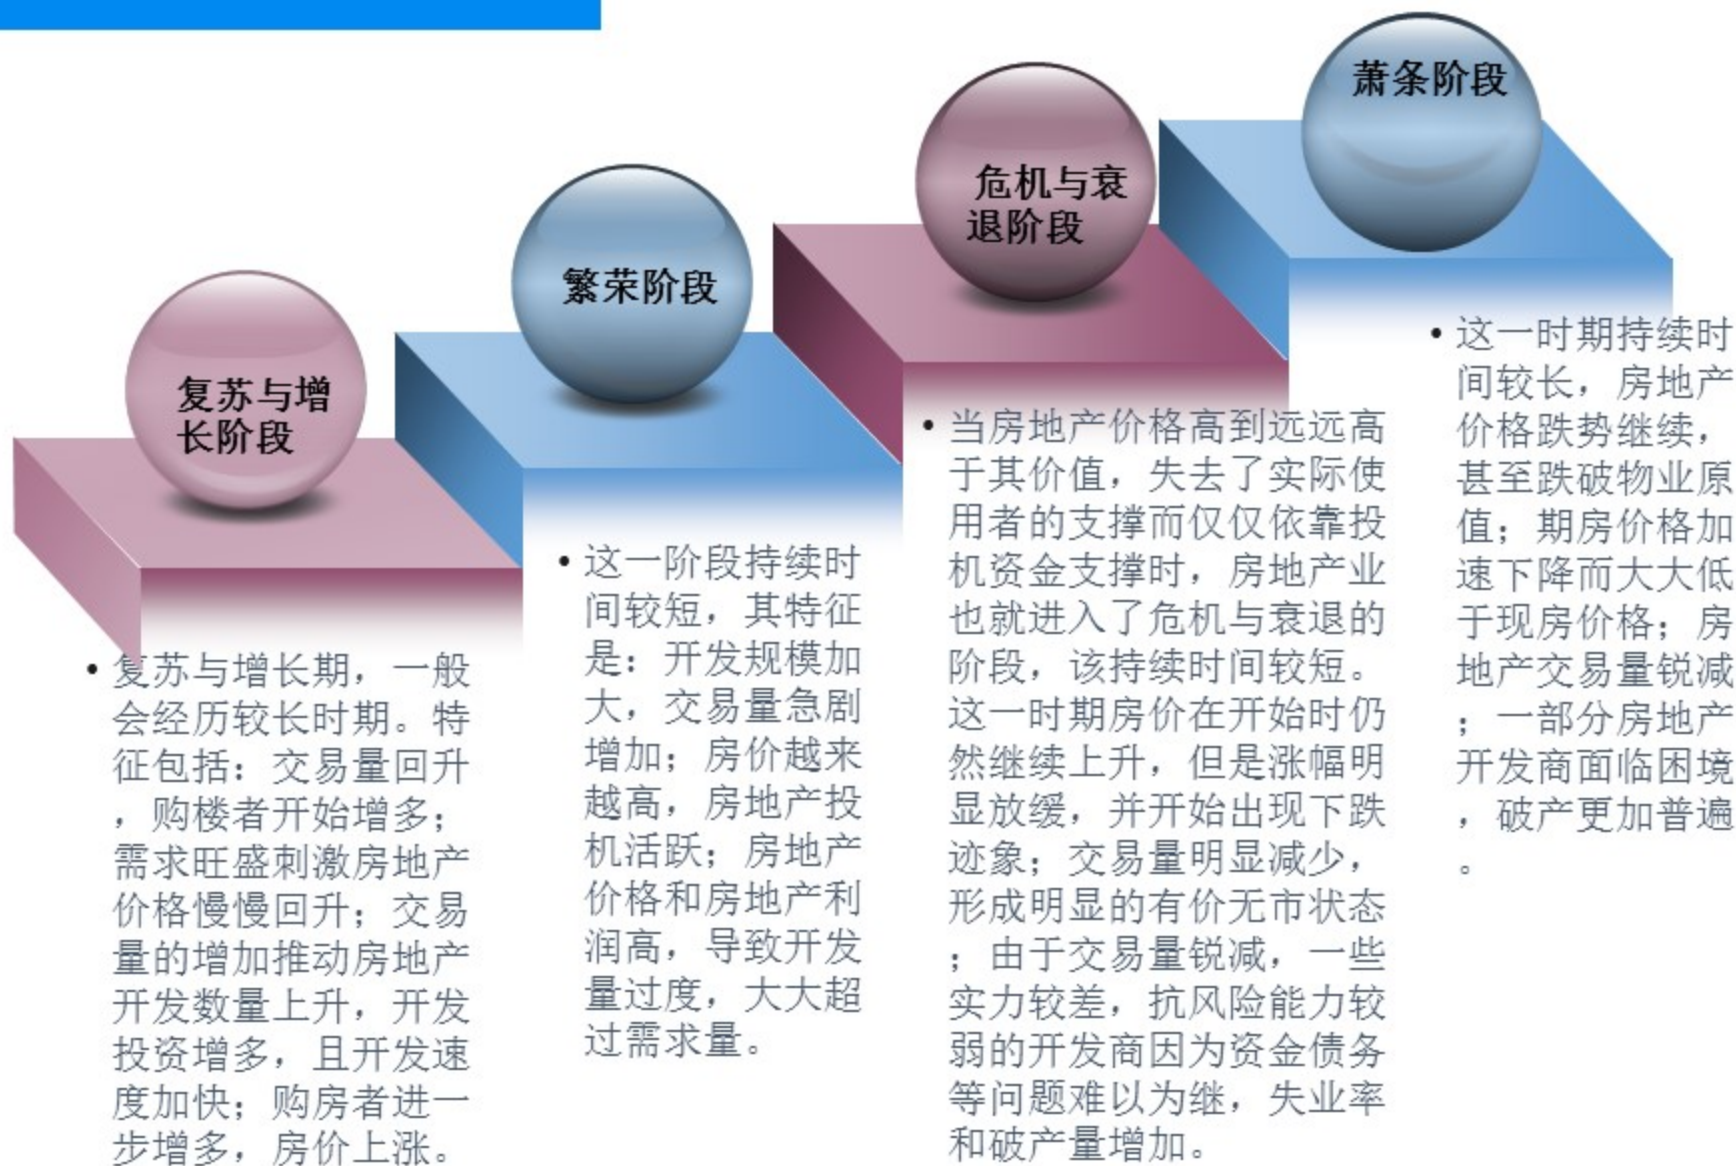 复苏与增
长阶段
复苏与增长期，一般
会经历较长时期。特
征包括：交易量回升
，购楼者开始增多；
需求旺盛刺激房地产
价格慢慢回升；交易
量的增加推动房地产
开发数量上升，开发
投资增多，且开发速
度加快；购房者进一
步增多，房价上涨。
繁荣阶段
这一阶段持续时
间较短，其特征
是：开发规模加
大，交易量急剧
增加；房价越来
越高，房地产投
机活跃；房地产
价格和房地产利
润高，导致开发
量过度，大大超
过需求量。
危机与衰
退阶段
当房地产价格高到远远高
于其价值，失去了实际使
用者的支撑而仅仅依靠投
机资金支撑时，房地产业
也就进入了危机与衰退的
阶段，该持续时间较短。
这一时期房价在开始时仍
然继续上升，但是涨幅明
显放缓，并开始出现下跌
迹象；交易量明显减少，
形成明显的有价无市状态
；由于交易量锐减，一些
实力较差，抗风险能力较
弱的开发商因为资金债务
等问题难以为继，失业率
和破产量增加。
萧条阶段
这一时期持续时
间较长，房地产
价格跌势继续，
甚至跌破物业原
值；期房价格加
速下降而大大低
于现房价格；房
地产交易量锐减
；一部分房地产
开发商面临困境
，破产更加普遍
。